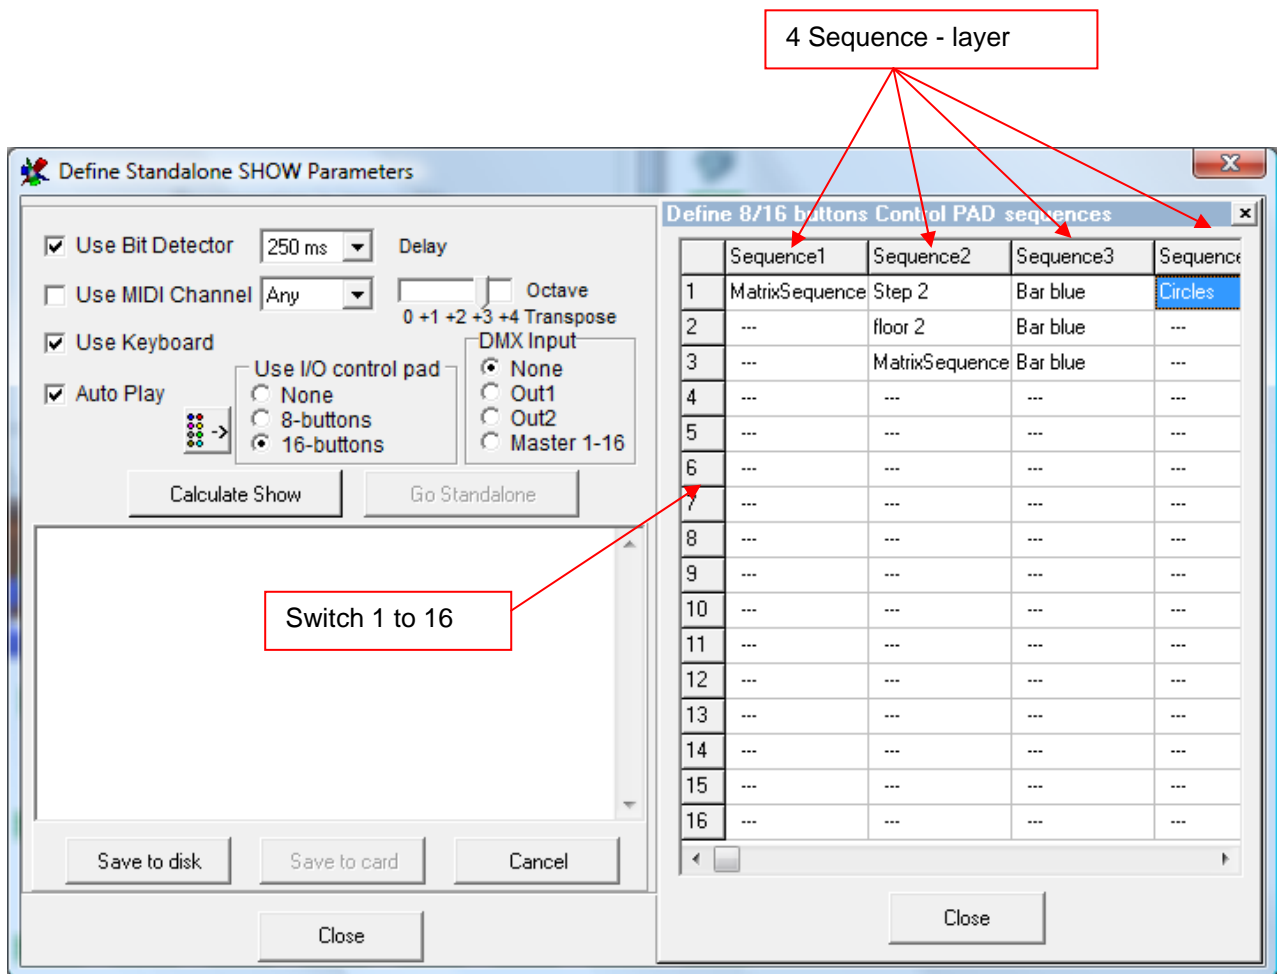 4 Sequence - layer
Define Standalone SHOW Parameters
Use Bit Detector 250 ms Delay
Use MIDI Channel Any Octave
0 +1 +2 +3 +4 Transpose
Use Keyboard
Auto Play
->
Use I/O control pad
None
8-buttons
16-buttons
DMX Input
None
Out1
Out2
Master 1-16
Calculate Show Go Standalone
Switch 1 to 16
Save to disk Save to card Cancel
Close
Define 8/16 buttons Control PAD sequences
Sequence1 Sequence2 Sequence3 Sequence
1 MatrixSequence Step 2 Bar blue Circles
2 --- floor 2 Bar blue ---
3 --- MatrixSequence Bar blue ---
4 --- --- --- ---
5 --- --- --- ---
6 --- --- --- ---
7 --- --- --- ---
8 --- --- --- ---
9 --- --- --- ---
10 --- --- --- ---
11 --- --- --- ---
12 --- --- --- ---
13 --- --- --- ---
14 --- --- --- ---
15 --- --- --- ---
16 --- --- --- ---
Close